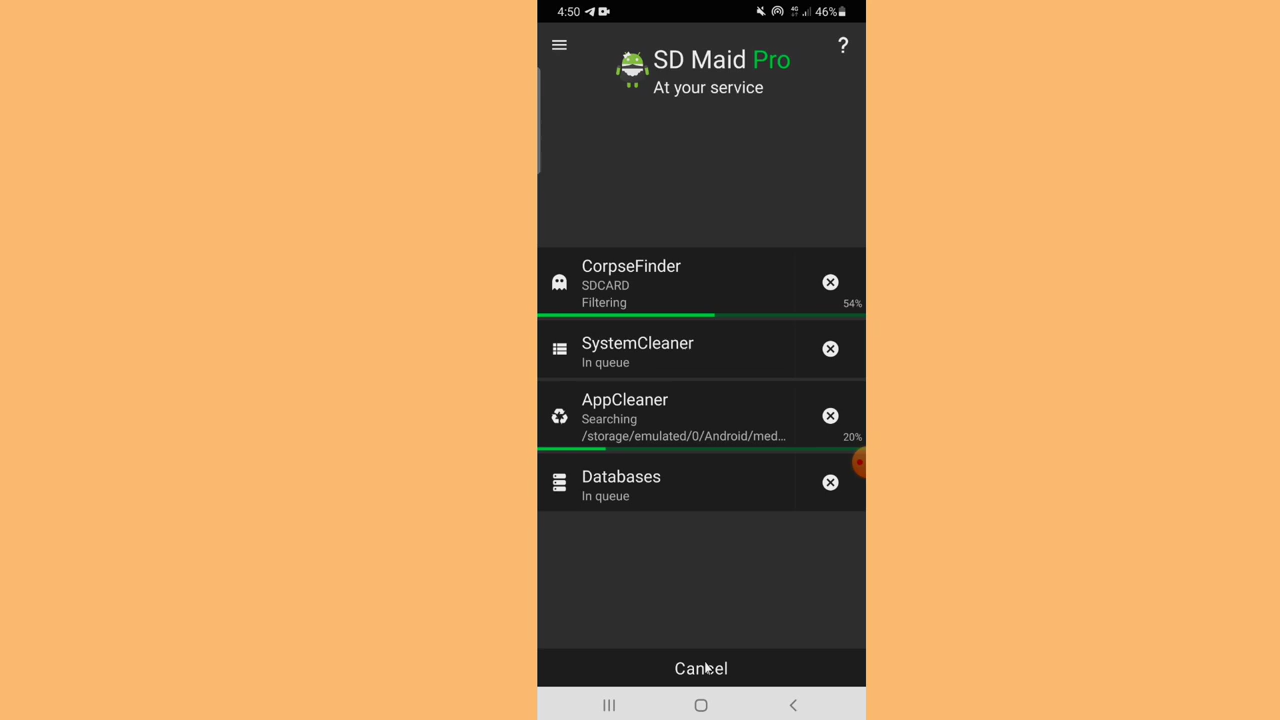 4:50
4G
46%
?
SD Maid Pro
At your service
CorpseFinder
SDCARD
Filtering
54%
SystemCleaner
In queue
AppCleaner
Searching
/storage/emulated/0/Android/med...
20%
Databases
In queue
Cancel